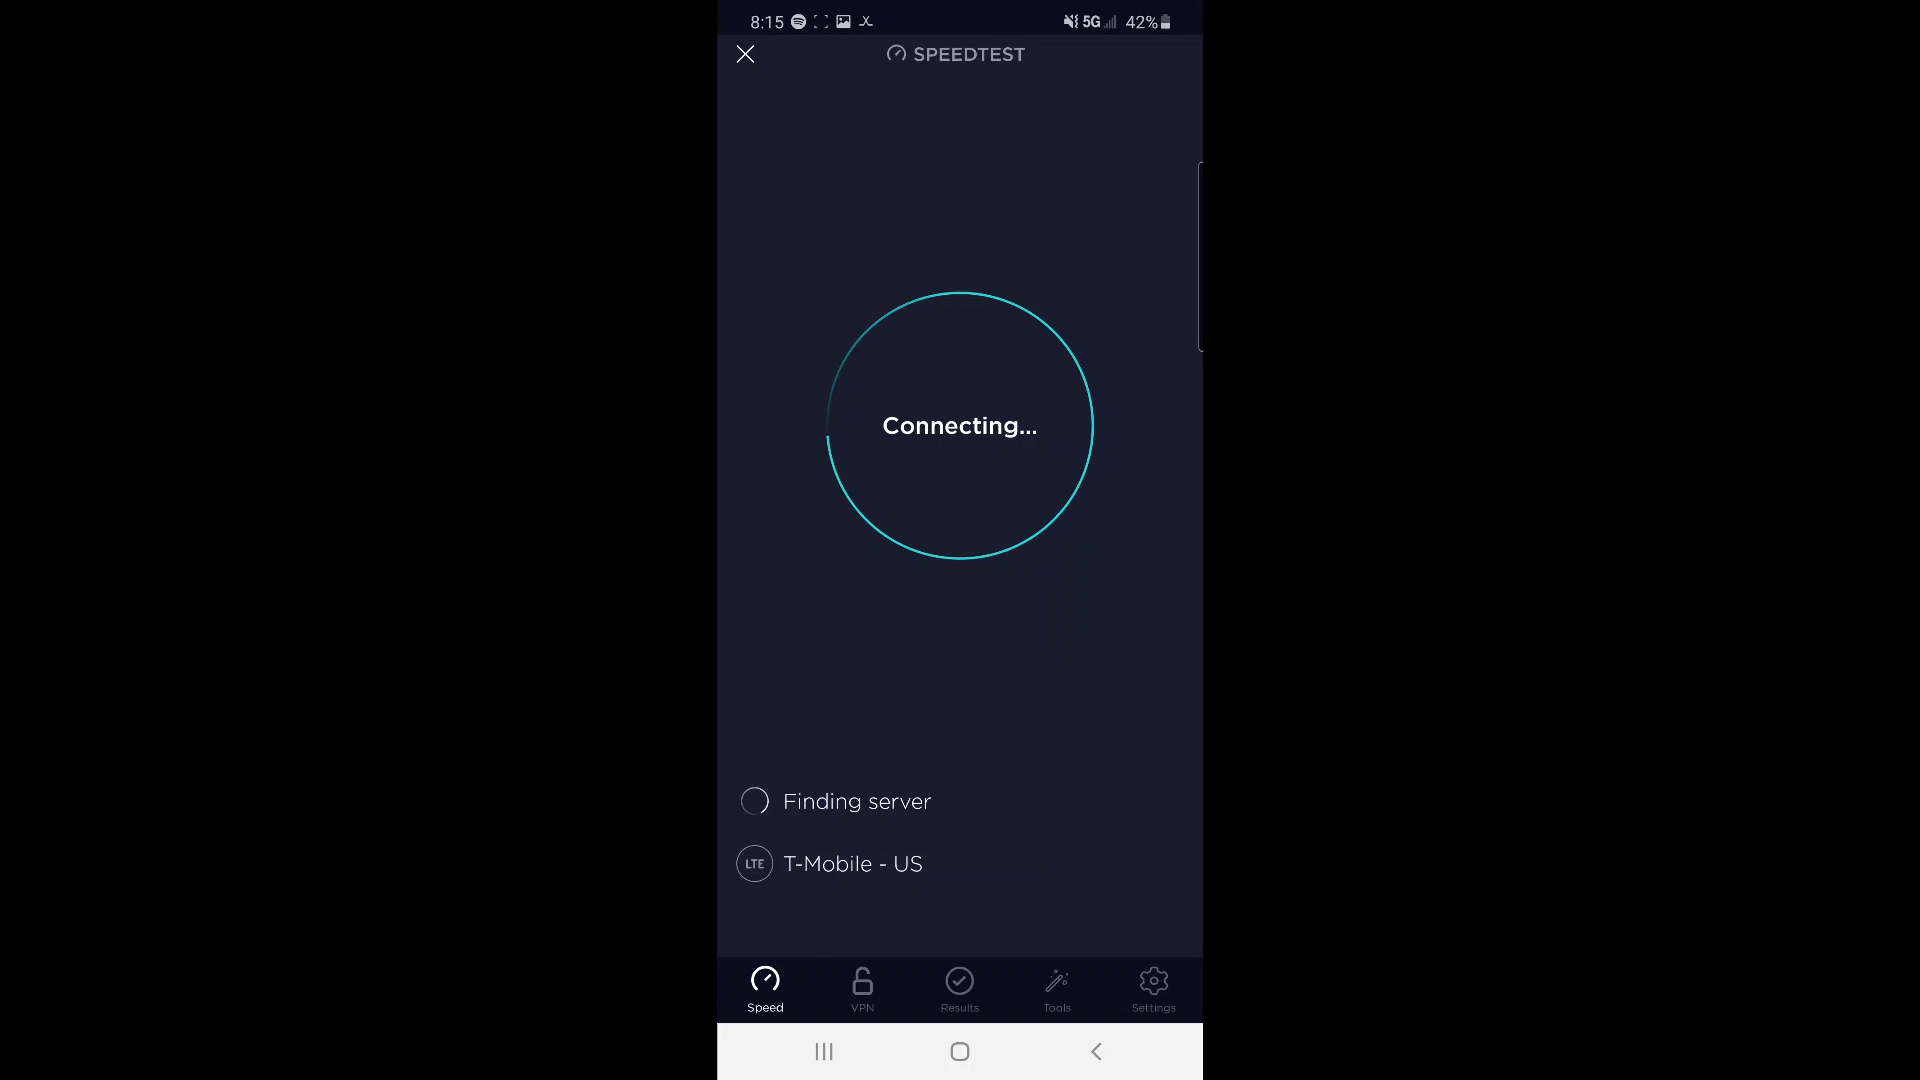 8:15 5G 42%
SPEEDTEST
Connecting...
Finding server
LTE T-Mobile - US
Speed VPN Results Tools Settings